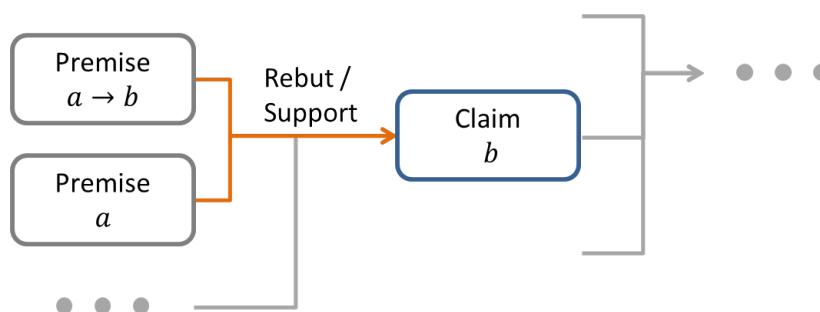 Premise
a → b
Premise
a
Rebut /
Support
Claim
b